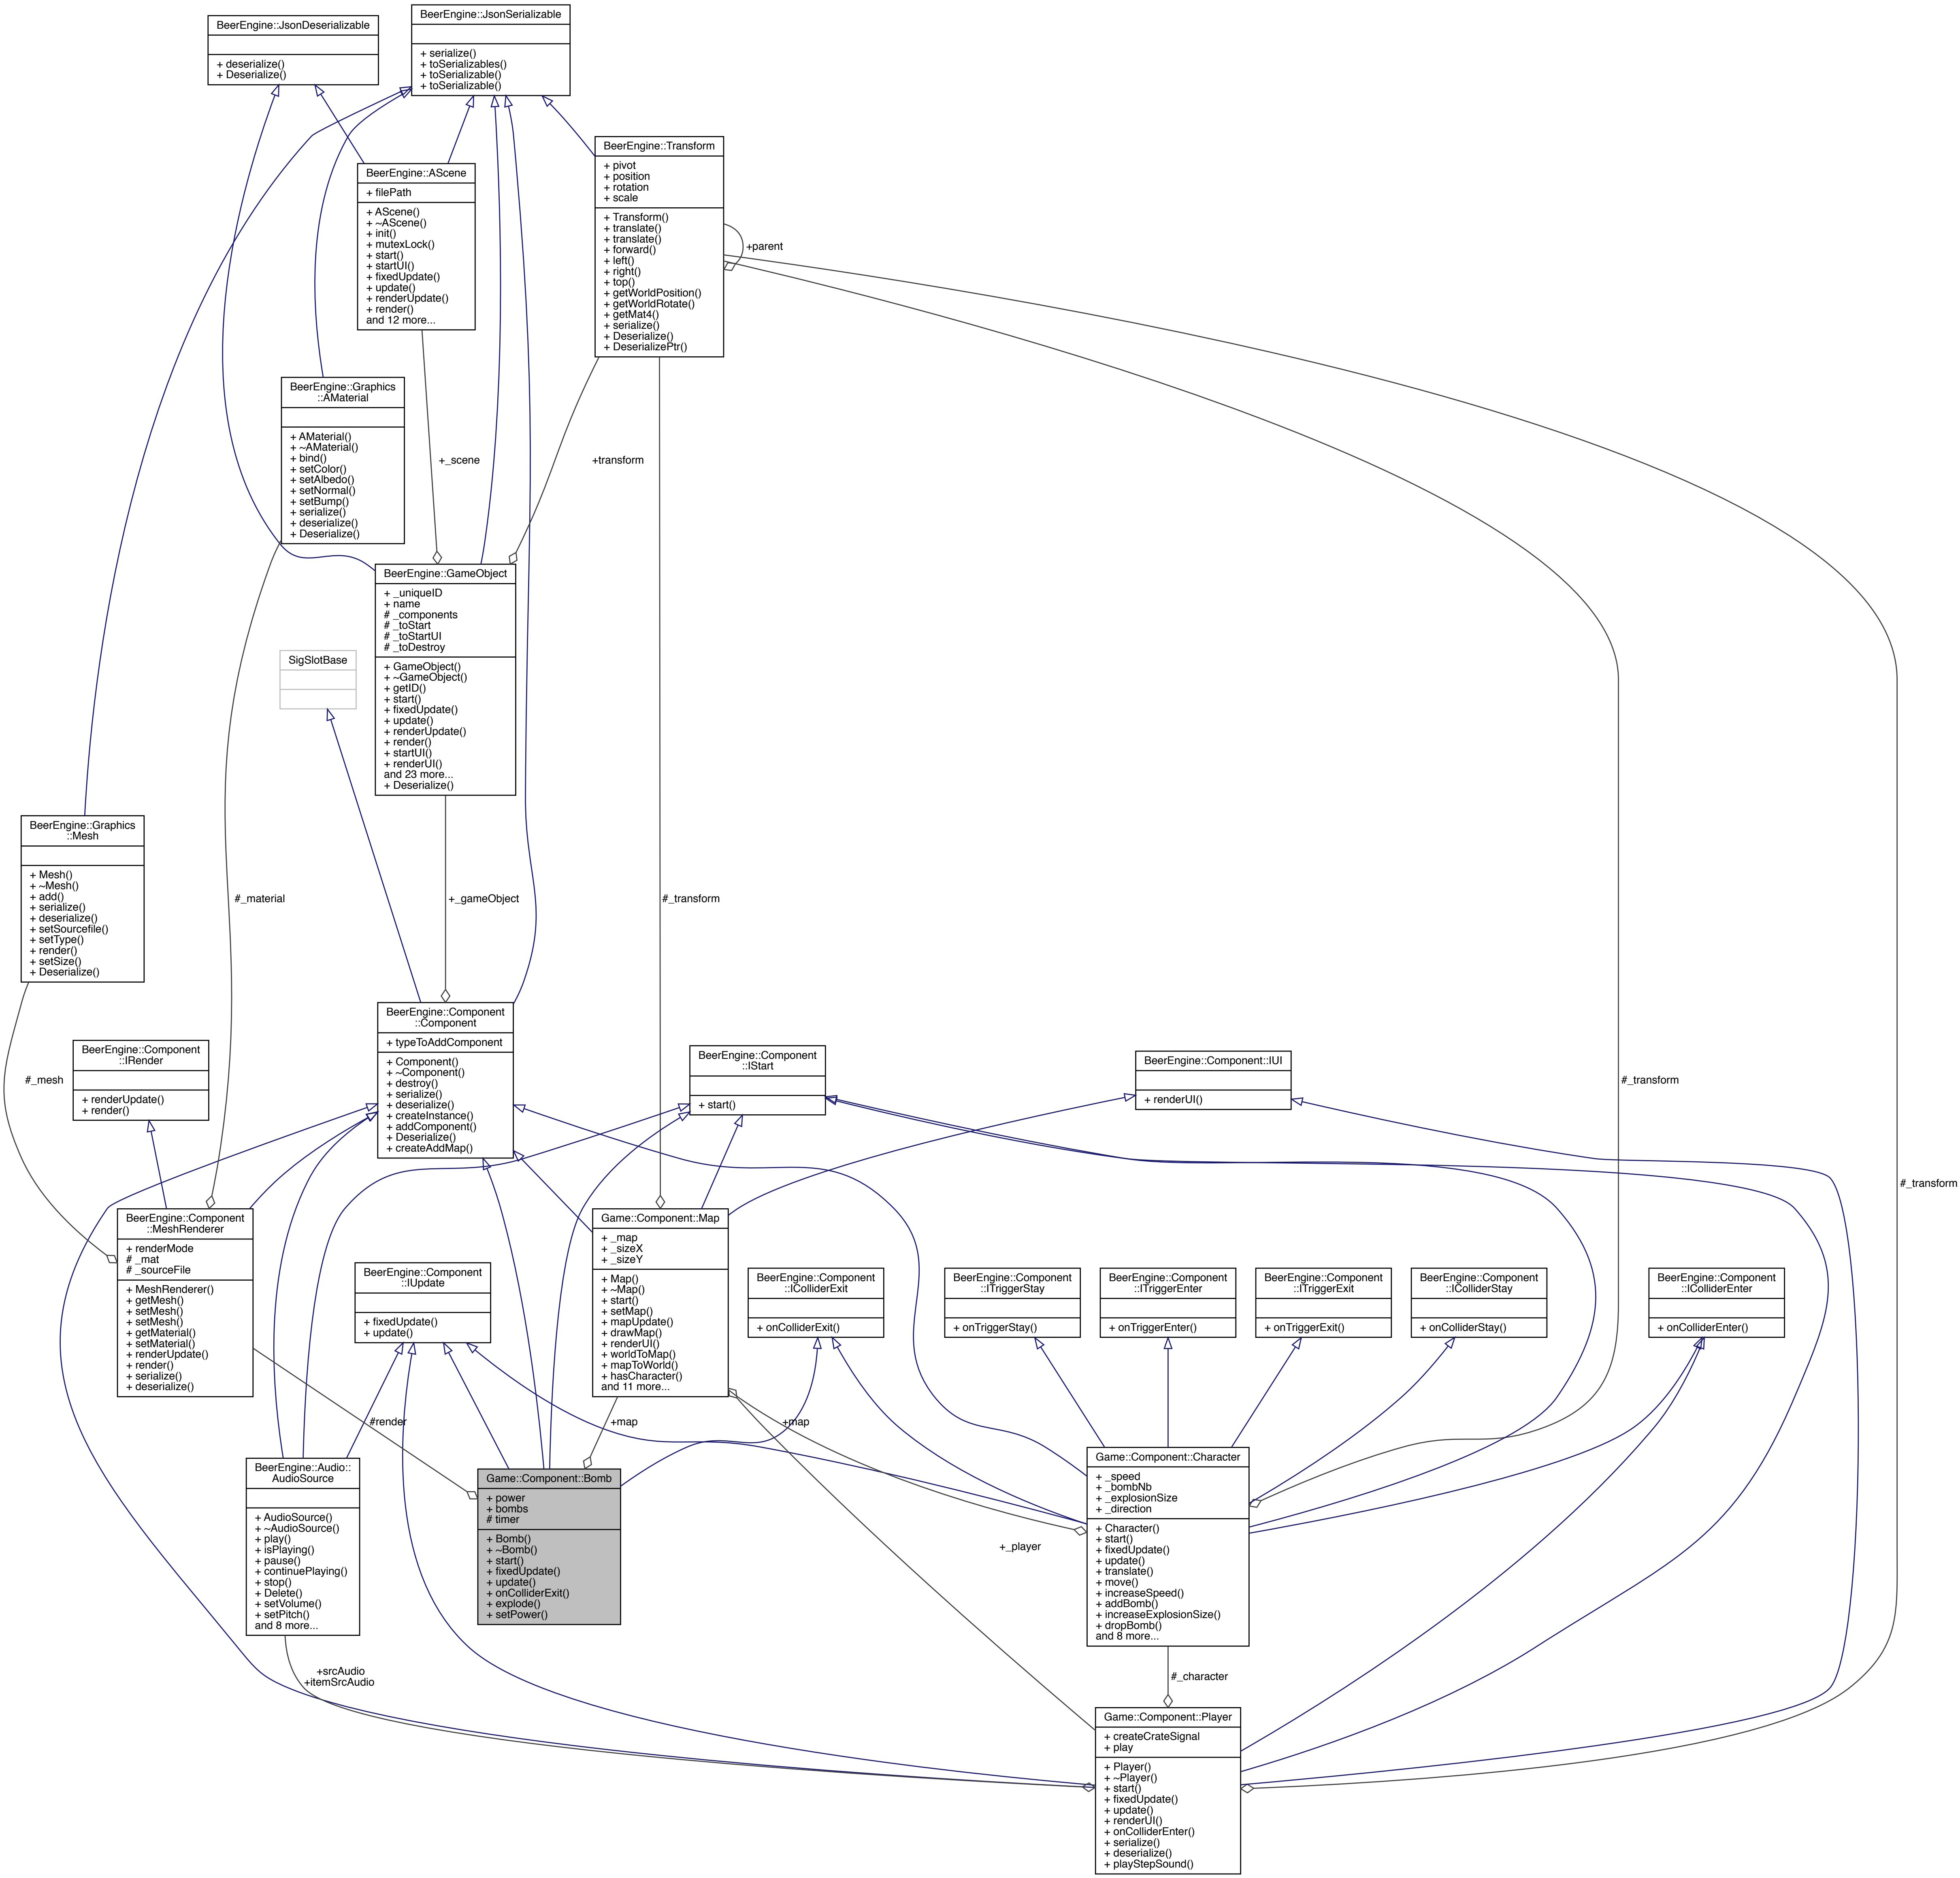 BeerEngine::JsonDeserializable
+ deserialize()
+ Deserialize()
BeerEngine::JsonSerializable
+ serialize()
+ toSerializables()
+ toSerializable()
+ toSerializable()
BeerEngine::Transform
+ pivot
+ position
+ rotation
+ scale
+ Transform()
+ translate()
+ translate()
+ forward()
+ left()
+ right()
+ top()
+ getWorldPosition()
+ getWorldRotate()
+ getMat4()
+ serialize()
+ Deserialize()
+ DeserializePtr()
+parent
BeerEngine::AScene
+ filePath
+ AScene()
+ ~AScene()
+ init()
+ mutexLock()
+ start()
+ startUI()
+ fixedUpdate()
+ update()
+ renderUpdate()
+ render()
and 12 more...
BeerEngine::Graphics
::AMaterial
+ AMaterial()
+ ~AMaterial()
+ bind()
+ setColor()
+ setAlbedo()
+ setNormal()
+ setBump()
+ serialize()
+ deserialize()
+ Deserialize()
+_scene
+transform
BeerEngine::GameObject
+ _uniqueID
+ name
# _components
# _toStart
# _toStartUI
# _toDestroy
+ GameObject()
+ ~GameObject()
+ getID()
+ start()
+ fixedUpdate()
+ update()
+ renderUpdate()
+ render()
+ startUI()
+ renderUI()
and 23 more...
+ Deserialize()
SigSlotBase
BeerEngine::Graphics
::Mesh
+ Mesh()
+ ~Mesh()
+ add()
+ serialize()
+ deserialize()
+ setSourcefile()
+ setType()
+ render()
+ setSize()
+ Deserialize()
#_material
+_gameObject
#_transform
BeerEngine::Component
::Component
+ typeToAddComponent
+ Component()
+ ~Component()
+ destroy()
+ serialize()
+ deserialize()
+ createInstance()
+ addComponent()
+ Deserialize()
+ createAddMap()
BeerEngine::Component
::IRender
+ renderUpdate()
+ render()
BeerEngine::Component
::IStart
+ start()
BeerEngine::Component::IUI
+ renderUI()
#_mesh
#_transform
#_transform
BeerEngine::Component
::MeshRenderer
+ renderMode
# _mat
# _sourceFile
+ MeshRenderer()
+ getMesh()
+ setMesh()
+ setMesh()
+ getMaterial()
+ setMaterial()
+ renderUpdate()
+ render()
+ serialize()
+ deserialize()
BeerEngine::Component
::IUpdate
+ fixedUpdate()
+ update()
Game::Component::Map
+ _map
+ _sizeX
+ _sizeY
+ Map()
+ ~Map()
+ start()
+ setMap()
+ mapUpdate()
+ drawMap()
+ renderUI()
+ worldToMap()
+ mapToWorld()
+ hasCharacter()
and 11 more...
BeerEngine::Component
::IColliderExit
+ onColliderExit()
BeerEngine::Component
::ITriggerStay
+ onTriggerStay()
BeerEngine::Component
::ITriggerEnter
+ onTriggerEnter()
BeerEngine::Component
::ITriggerExit
+ onTriggerExit()
BeerEngine::Component
::IColliderStay
+ onColliderStay()
BeerEngine::Component
::IColliderEnter
+ onColliderEnter()
#render
+map
+map
BeerEngine::Audio::
AudioSource
+ AudioSource()
+ ~AudioSource()
+ play()
+ isPlaying()
+ pause()
+ continuePlaying()
+ stop()
+ Delete()
+ setVolume()
+ setPitch()
and 8 more...
Game::Component::Bomb
+ power
+ bombs
# timer
+ Bomb()
+ ~Bomb()
+ start()
+ fixedUpdate()
+ update()
+ onColliderExit()
+ explode()
+ setPower()
Game::Component::Character
+ _speed
+ _bombNb
+ _explosionSize
+ _direction
+ Character()
+ start()
+ fixedUpdate()
+ update()
+ translate()
+ move()
+ increaseSpeed()
+ addBomb()
+ increaseExplosionSize()
+ dropBomb()
and 8 more...
+_player
+srcAudio
+itemSrcAudio
#_character
Game::Component::Player
+ createCrateSignal
+ play
+ Player()
+ ~Player()
+ start()
+ fixedUpdate()
+ update()
+ renderUI()
+ onColliderEnter()
+ serialize()
+ deserialize()
+ playStepSound()